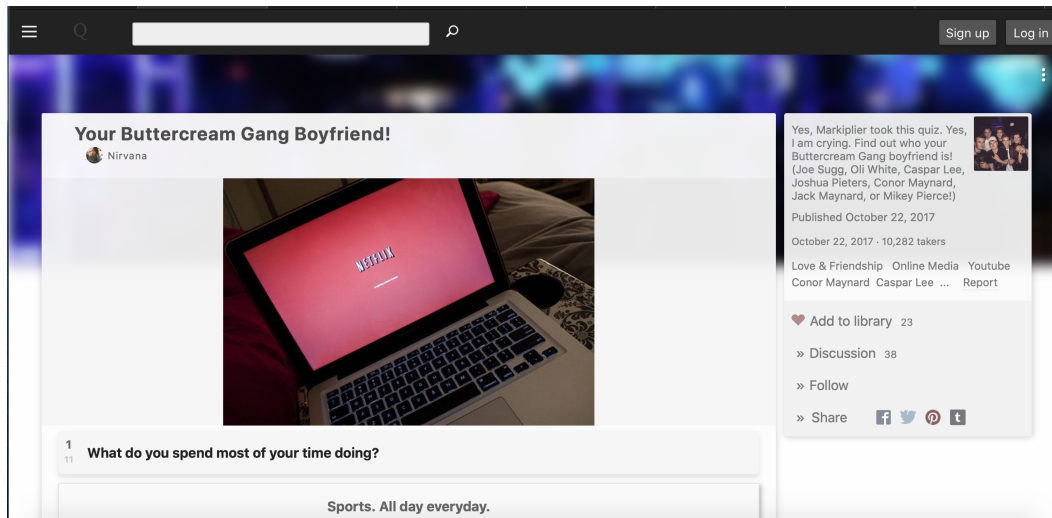 Q
Sign up
Log in
Your Buttercream Gang Boyfriend!
Nirvana
NETFLIX
1
11
What do you spend most of your time doing?
Sports. All day everyday.
Yes, Markiplier took this quiz. Yes,
I am crying. Find out who your
Buttercream Gang boyfriend is!
(Joe Sugg, Oli White, Caspar Lee,
Joshua Pieters, Conor Maynard,
Jack Maynard, or Mikey Pierce!)
Published October 22, 2017
October 22, 2017 · 10,282 takers
Love & Friendship Online Media Youtube
Conor Maynard Caspar Lee ... Report
Add to library 23
» Discussion 38
» Follow
» Share